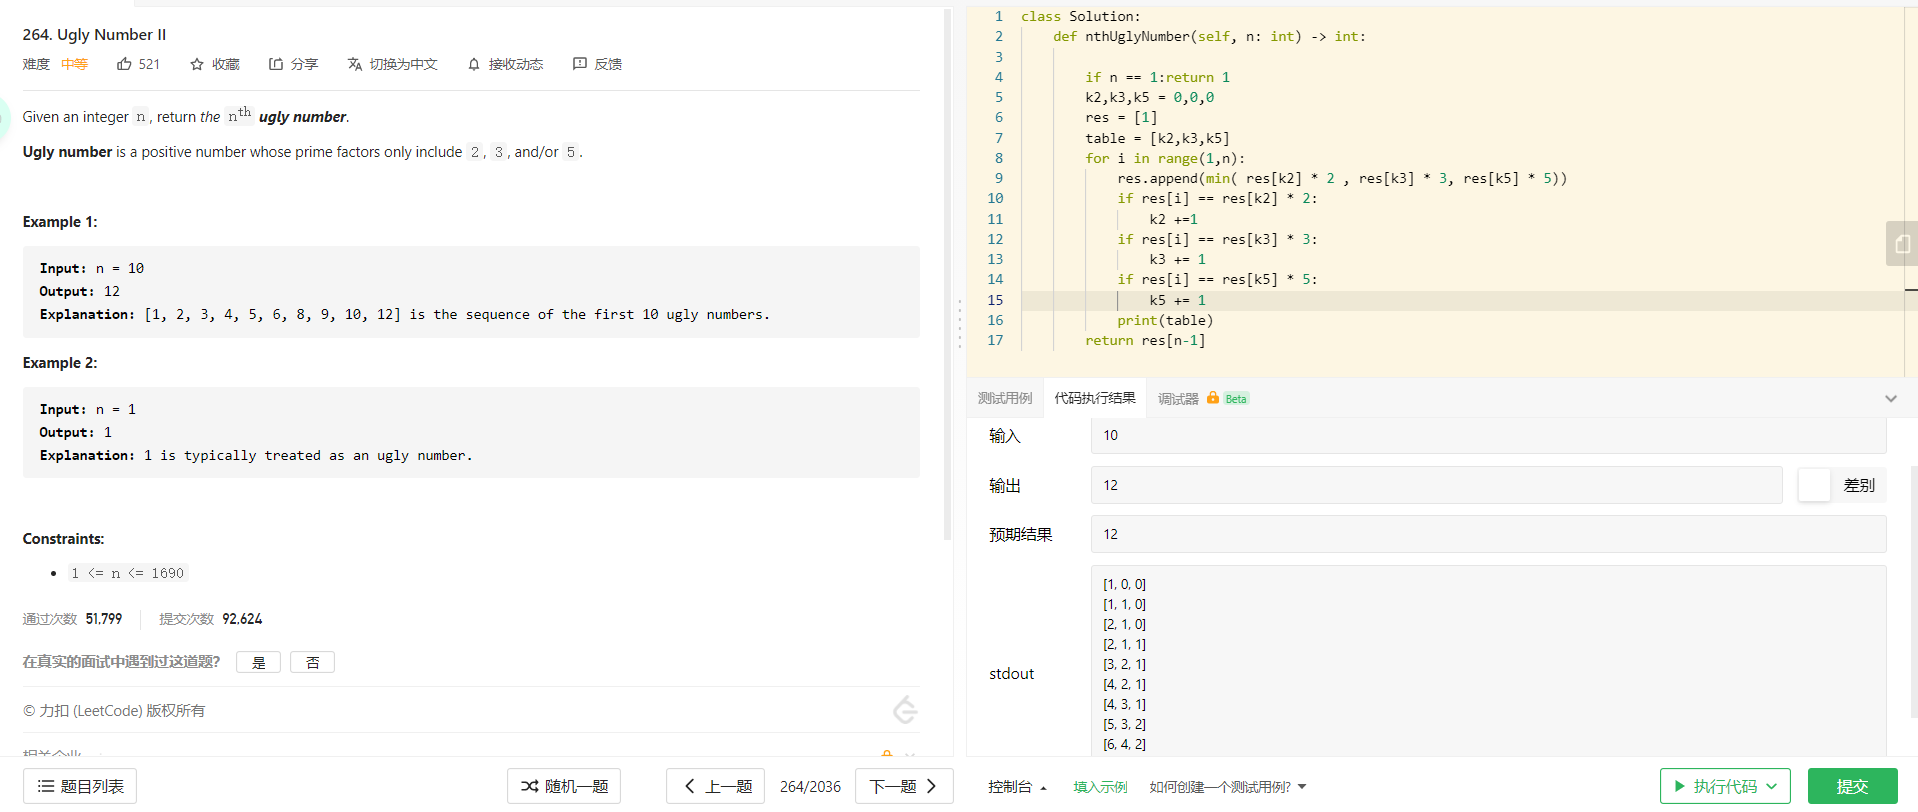 264. Ugly Number II
难度 中等 521 收藏 分享 切换为中文 接收动态 反馈
Given an integer n, return the nth ugly number.
Ugly number is a positive number whose prime factors only include 2, 3, and/or 5.
Example 1:
Input: n = 10
Output: 12
Explanation: [1, 2, 3, 4, 5, 6, 8, 9, 10, 12] is the sequence of the first 10 ugly numbers.
Example 2:
Input: n = 1
Output: 1
Explanation: 1 is typically treated as an ugly number.
Constraints:
1 <= n <= 1690
通过次数 51,799 提交次数 92,624
在真实的面试中遇到过这道题? 是 否
© 力扣 (LeetCode) 版权所有
相关企业
题目列表 随机一题 上一题 264/2036 下一题
1 class Solution:
2 def nthUglyNumber(self, n: int) -> int:
3
4 if n == 1:return 1
5 k2,k3,k5 = 0,0,0
6 res = [1]
7 table = [k2,k3,k5]
8 for i in range(1,n):
9 res.append(min( res[k2] * 2 , res[k3] * 3, res[k5] * 5))
10 if res[i] == res[k2] * 2:
11 k2 +=1
12 if res[i] == res[k3] * 3:
13 k3 += 1
14 if res[i] == res[k5] * 5:
15 k5 += 1
16 print(table)
17 return res[n-1]
测试用例 代码执行结果 调试器 Beta
输入 10
输出 12 差别
预期结果 12
stdout
[1, 0, 0]
[1, 1, 0]
[2, 1, 0]
[2, 1, 1]
[3, 2, 1]
[4, 2, 1]
[4, 3, 1]
[5, 3, 2]
[6, 4, 2]
控制台 填入示例 如何创建一个测试用例? 执行代码 提交